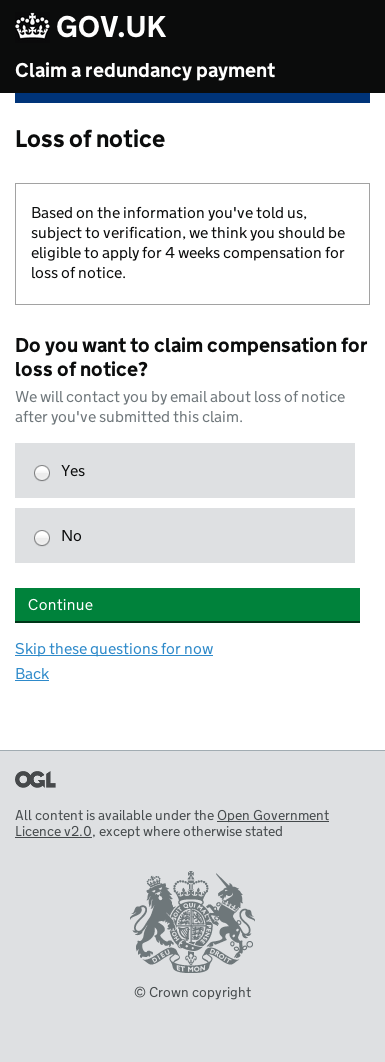 GOV.UK
Claim a redundancy payment
Loss of notice
Based on the information you've told us,
subject to verification, we think you should be
eligible to apply for 4 weeks compensation for
loss of notice.
Do you want to claim compensation for
loss of notice?
We will contact you by email about loss of notice
after you've submitted this claim.
Yes
No
Continue
Skip these questions for now
Back
OGL
All content is available under the Open Government
Licence v2.0, except where otherwise stated
DIEU ET MON DROIT
© Crown copyright